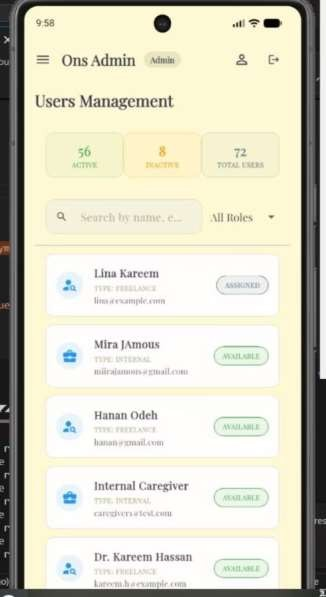 9:58
Ons Admin Admin
Users Management
56 8 72
ACTIVE INACTIVE TOTAL USERS
Search by name, e... All Roles
Lina Kareem
TYPE: FREELANCE
ASSIGNED
lina@example.com
Mira JAmous
TYPE: INTERNAL
AVAILABLE
miirajamous@gmail.com
Hanan Odeh
TYPE: FREELANCE
AVAILABLE
hanan@gmail.com
Internal Caregiver
TYPE: INTERNAL
AVAILABLE
caregivers@test.com
Dr. Kareem Hassan
TYPE: FREELANCE
AVAILABLE
kareem.h@example.com